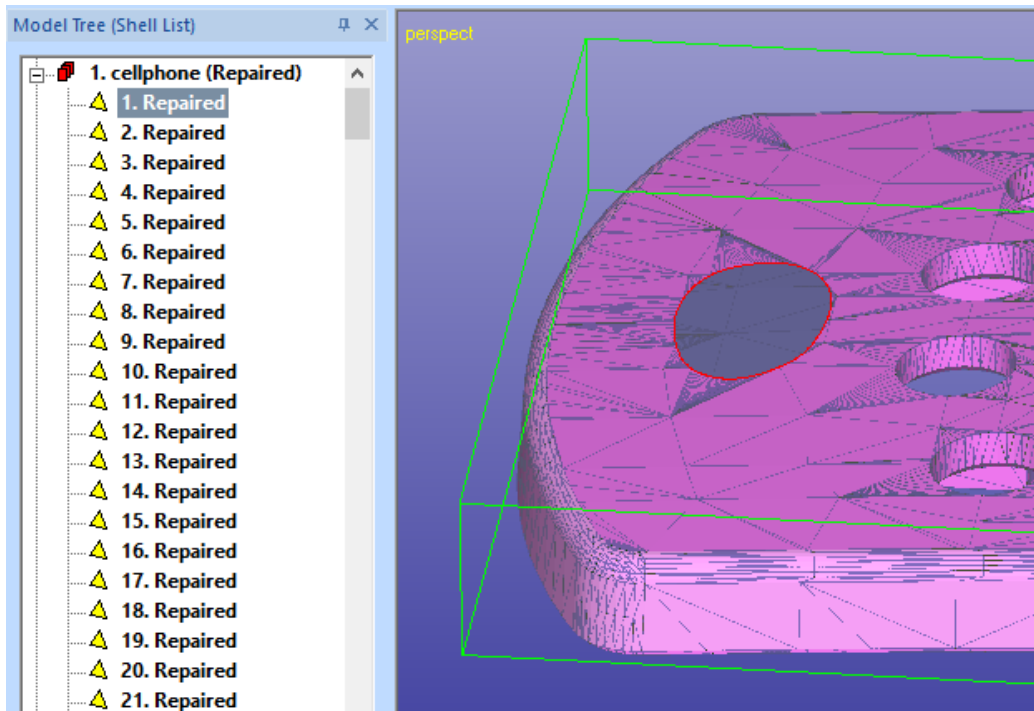 Model Tree (Shell List)
perspect
1. cellphone (Repaired)
1. Repaired
2. Repaired
3. Repaired
4. Repaired
5. Repaired
6. Repaired
7. Repaired
8. Repaired
9. Repaired
10. Repaired
11. Repaired
12. Repaired
13. Repaired
14. Repaired
15. Repaired
16. Repaired
17. Repaired
18. Repaired
19. Repaired
20. Repaired
21. Repaired